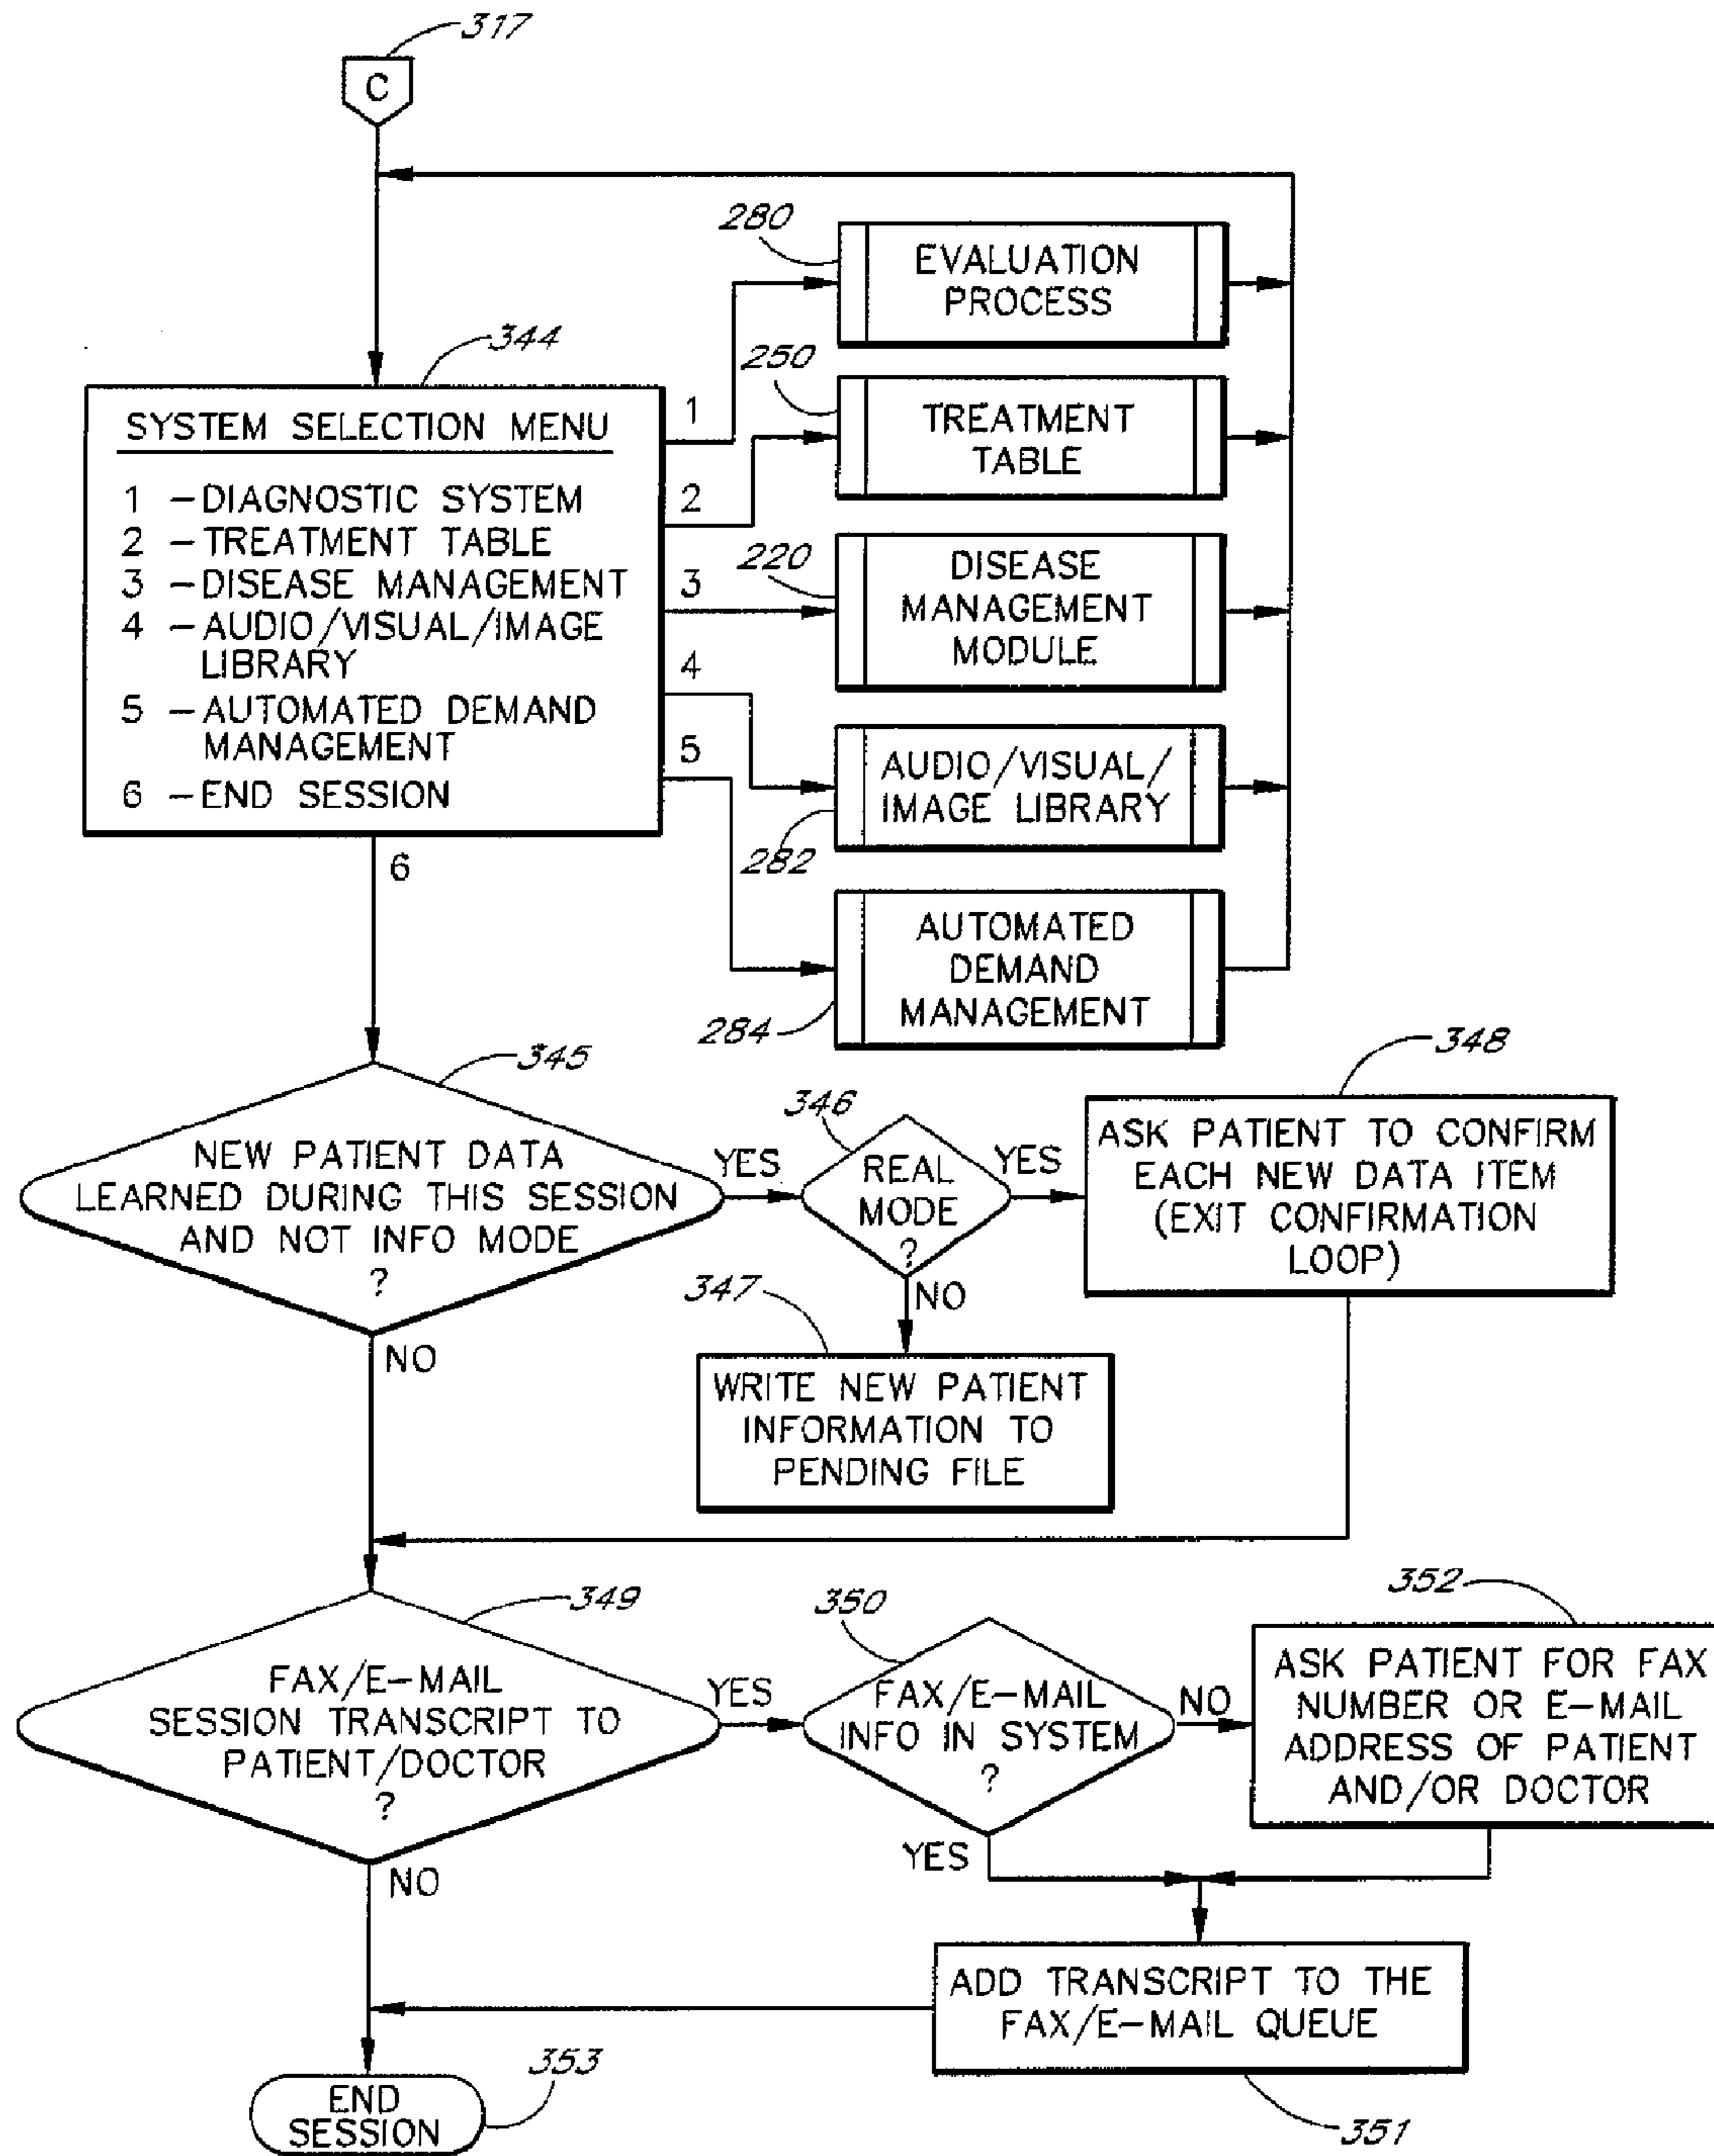 317
C
280
EVALUATION
PROCESS
344
SYSTEM SELECTION MENU
1 - DIAGNOSTIC SYSTEM
2 - TREATMENT TABLE
3 - DISEASE MANAGEMENT
4 - AUDIO/VISUAL/IMAGE
LIBRARY
5 - AUTOMATED DEMAND
MANAGEMENT
6 - END SESSION
1
2
3
4
5
6
250
TREATMENT
TABLE
220
DISEASE
MANAGEMENT
MODULE
AUDIO/VISUAL/
IMAGE LIBRARY
282
AUTOMATED
DEMAND
MANAGEMENT
284
345
NEW PATIENT DATA
LEARNED DURING THIS SESSION
AND NOT INFO MODE
?
YES
NO
346
REAL
MODE
?
YES
NO
348
ASK PATIENT TO CONFIRM
EACH NEW DATA ITEM
(EXIT CONFIRMATION
LOOP)
347
WRITE NEW PATIENT
INFORMATION TO
PENDING FILE
349
FAX/E-MAIL
SESSION TRANSCRIPT TO
PATIENT/DOCTOR
?
YES
NO
350
FAX/E-MAIL
INFO IN SYSTEM
?
NO
YES
352
ASK PATIENT FOR FAX
NUMBER OR E-MAIL
ADDRESS OF PATIENT
AND/OR DOCTOR
ADD TRANSCRIPT TO THE
FAX/E-MAIL QUEUE
351
353
END
SESSION